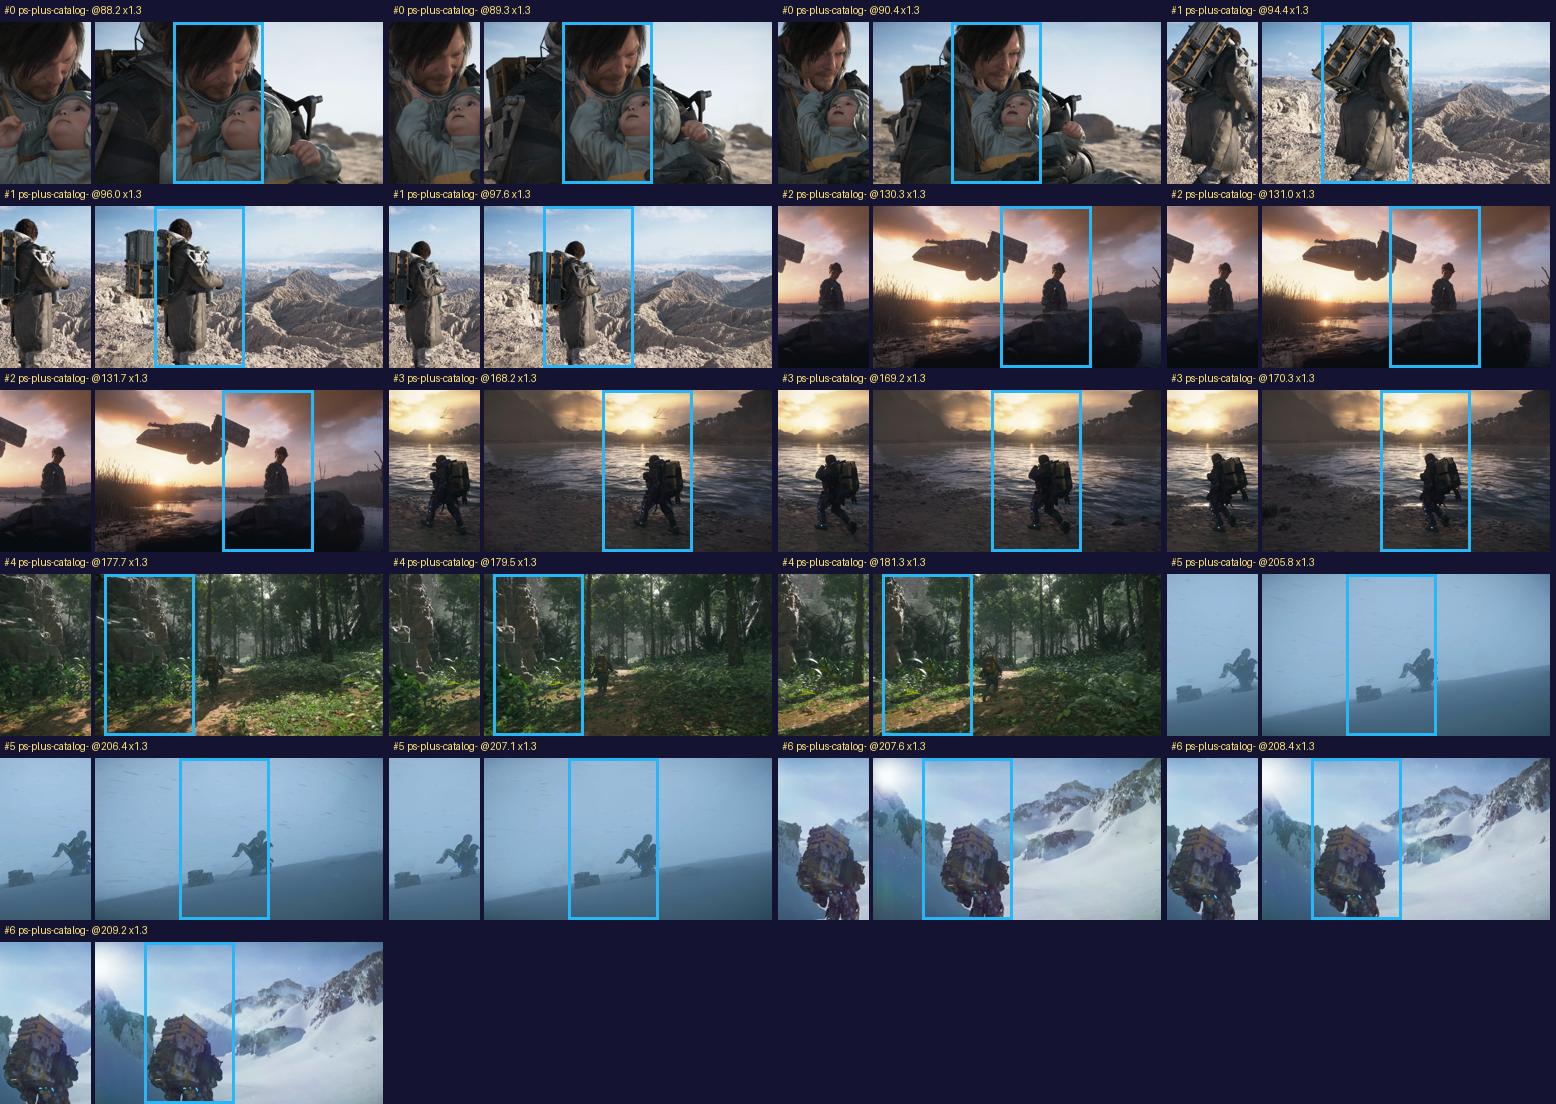 #0 ps-plus-catalog- @88.2 x1.3
#0 ps-plus-catalog- @89.3 x1.3
#0 ps-plus-catalog- @90.4 x1.3
#1 ps-plus-catalog- @94.4 x1.3
#1 ps-plus-catalog- @96.0 x1.3
#1 ps-plus-catalog- @97.6 x1.3
#2 ps-plus-catalog- @130.3 x1.3
#2 ps-plus-catalog- @131.0 x1.3
#2 ps-plus-catalog- @131.7 x1.3
#3 ps-plus-catalog- @168.2 x1.3
#3 ps-plus-catalog- @169.2 x1.3
#3 ps-plus-catalog- @170.3 x1.3
#4 ps-plus-catalog- @177.7 x1.3
#4 ps-plus-catalog- @179.5 x1.3
#4 ps-plus-catalog- @181.3 x1.3
#5 ps-plus-catalog- @205.8 x1.3
#5 ps-plus-catalog- @206.4 x1.3
#5 ps-plus-catalog- @207.1 x1.3
#6 ps-plus-catalog- @207.6 x1.3
#6 ps-plus-catalog- @208.4 x1.3
#6 ps-plus-catalog- @209.2 x1.3